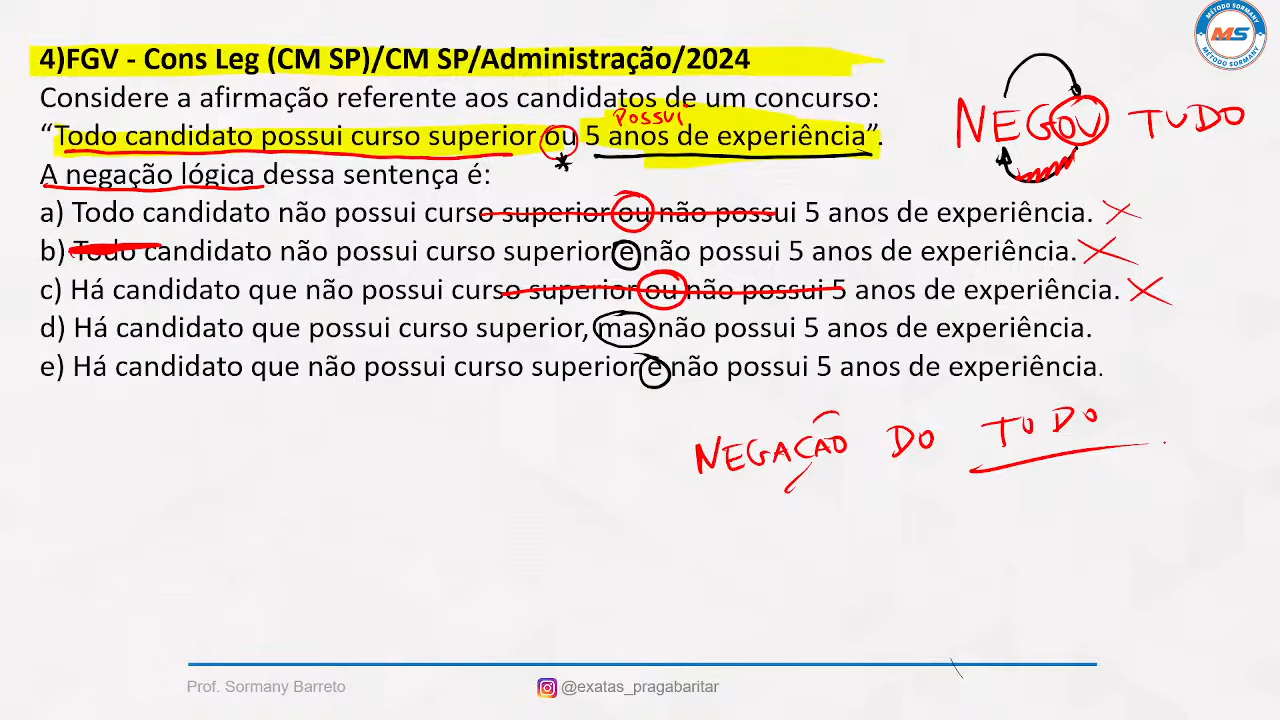 MÉTODO SORMANY
MS
MÉTODO SORMANY
4)FGV - Cons Leg (CM SP)/CM SP/Administração/2024
Considere a afirmação referente aos candidatos de um concurso:
POSSUI
“Todo candidato possui curso superior ou 5 anos de experiência”.
NEGOU TUDO
A negação lógica dessa sentença é:
a) Todo candidato não possui curso superior ou não possui 5 anos de experiência.
b) Todo candidato não possui curso superior e não possui 5 anos de experiência.
c) Há candidato que não possui curso superior ou não possui 5 anos de experiência.
d) Há candidato que possui curso superior, mas não possui 5 anos de experiência.
e) Há candidato que não possui curso superior e não possui 5 anos de experiência.
NEGAÇÃO DO TODO
Prof. Sormany Barreto
@exatas_pragabaritar